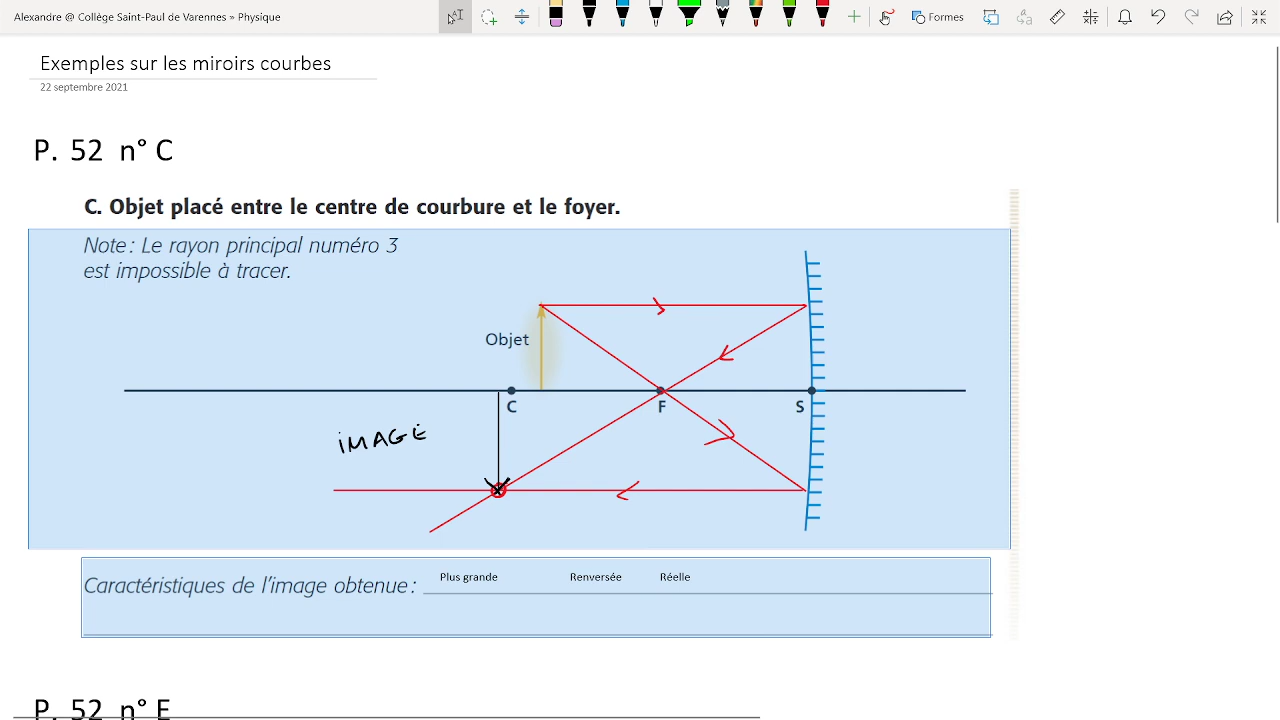 Alexandre @ Collège Saint-Paul de Varennes » Physique
Formes
Exemples sur les miroirs courbes
22 septembre 2021
P. 52 n° C
C. Objet placé entre le centre de courbure et le foyer.
Note : Le rayon principal numéro 3
est impossible à tracer.
Objet
C
F
S
iMAGE
Caractéristiques de l'image obtenue : Plus grande Renversée Réelle
P. 52 n° E